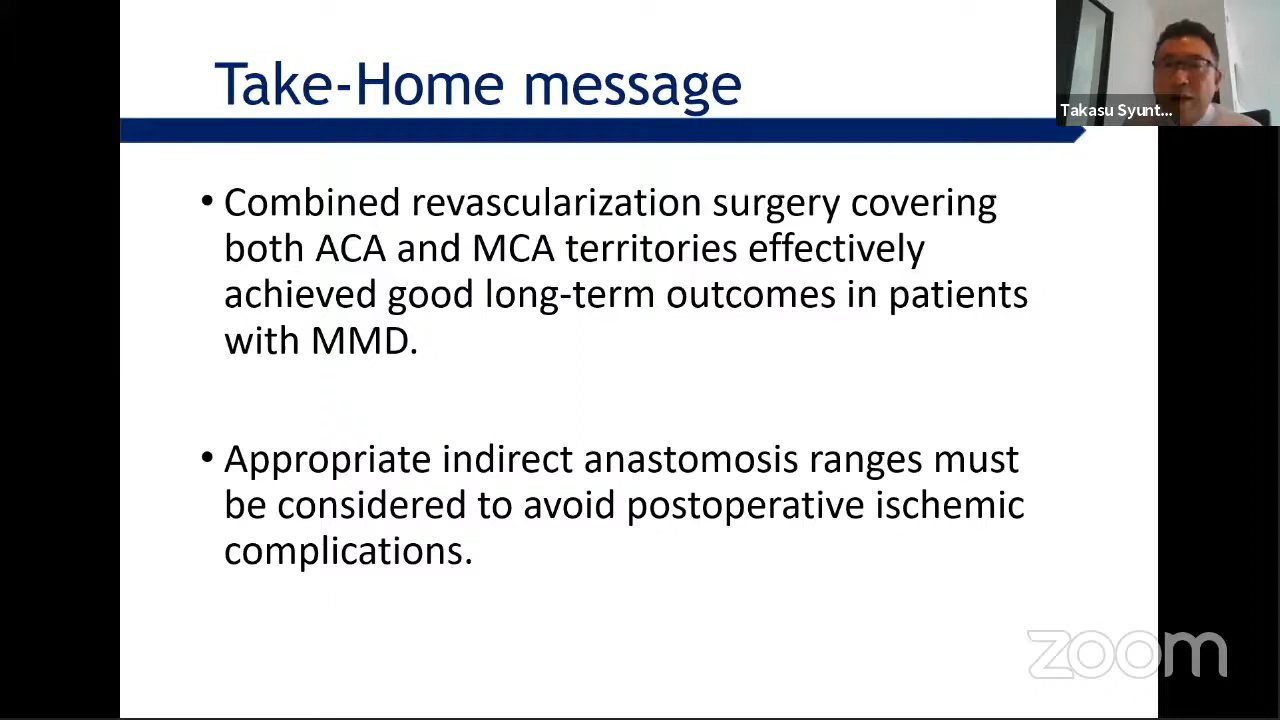 Take-Home message
Takasu Syunt...
• Combined revascularization surgery covering
both ACA and MCA territories effectively
achieved good long-term outcomes in patients
with MMD.
• Appropriate indirect anastomosis ranges must
be considered to avoid postoperative ischemic
complications.
zoom